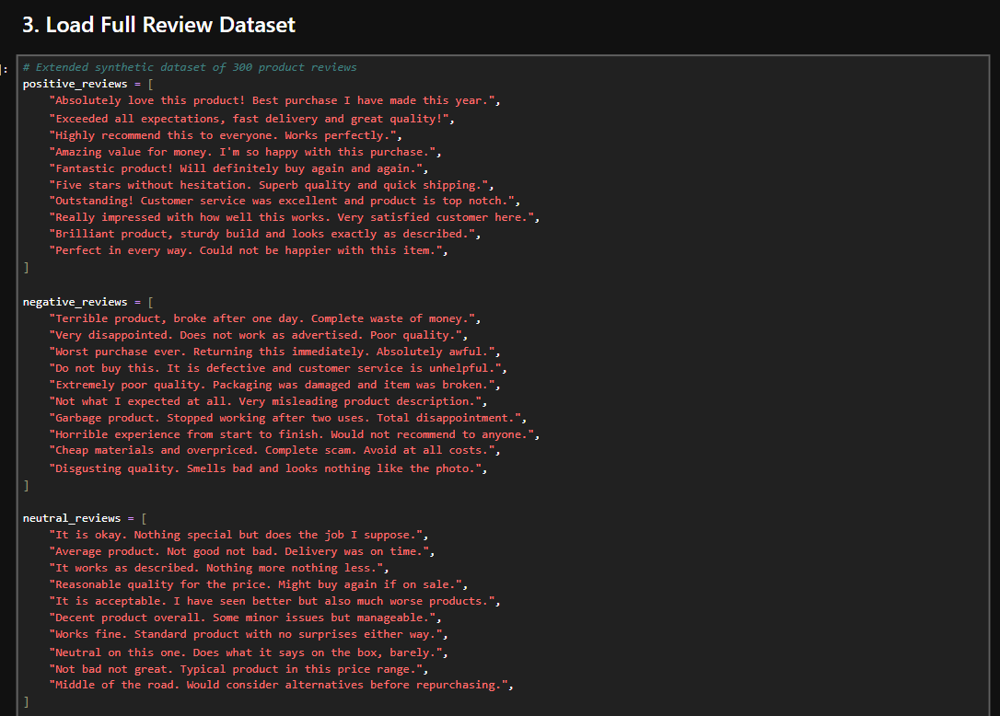 3. Load Full Review Dataset
]:
# Extended synthetic dataset of 300 product reviews
positive_reviews = [
"Absolutely love this product! Best purchase I have made this year.",
"Exceeded all expectations, fast delivery and great quality!",
"Highly recommend this to everyone. Works perfectly.",
"Amazing value for money. I'm so happy with this purchase.",
"Fantastic product! Will definitely buy again and again.",
"Five stars without hesitation. Superb quality and quick shipping.",
"Outstanding! Customer service was excellent and product is top notch.",
"Really impressed with how well this works. Very satisfied customer here.",
"Brilliant product, sturdy build and looks exactly as described.",
"Perfect in every way. Could not be happier with this item.",
]
negative_reviews = [
"Terrible product, broke after one day. Complete waste of money.",
"Very disappointed. Does not work as advertised. Poor quality.",
"Worst purchase ever. Returning this immediately. Absolutely awful.",
"Do not buy this. It is defective and customer service is unhelpful.",
"Extremely poor quality. Packaging was damaged and item was broken.",
"Not what I expected at all. Very misleading product description.",
"Garbage product. Stopped working after two uses. Total disappointment.",
"Horrible experience from start to finish. Would not recommend to anyone.",
"Cheap materials and overpriced. Complete scam. Avoid at all costs.",
"Disgusting quality. Smells bad and looks nothing like the photo.",
]
neutral_reviews = [
"It is okay. Nothing special but does the job I suppose.",
"Average product. Not good not bad. Delivery was on time.",
"It works as described. Nothing more nothing less.",
"Reasonable quality for the price. Might buy again if on sale.",
"It is acceptable. I have seen better but also much worse products.",
"Decent product overall. Some minor issues but manageable.",
"Works fine. Standard product with no surprises either way.",
"Neutral on this one. Does what it says on the box, barely.",
"Not bad not great. Typical product in this price range.",
"Middle of the road. Would consider alternatives before repurchasing.",
]